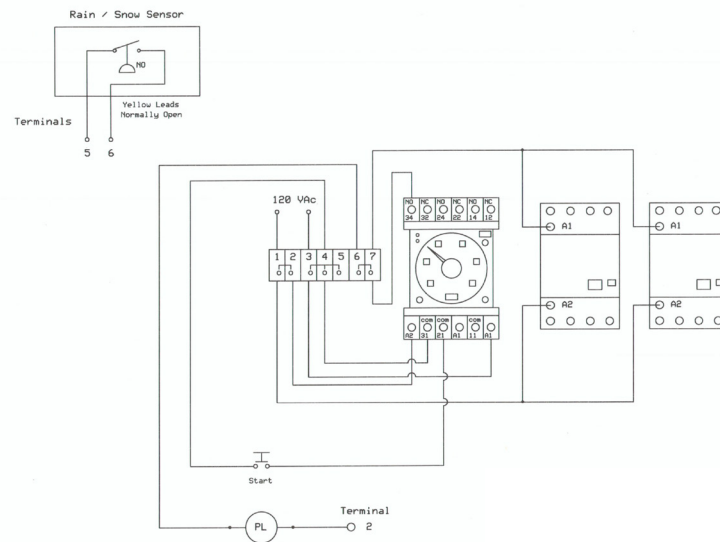 Rain / Snow Sensor
NO
Yellow Leads
Normally Open
Terminals
5 6
120 VAc
1 2 3 4 5 6 7
NO NC NO NC NO NC
34 32 24 22 14 12
A1 A1
A2 A2
com com com
A2 31 21 A1 11 A1
Start
Terminal
PL 2